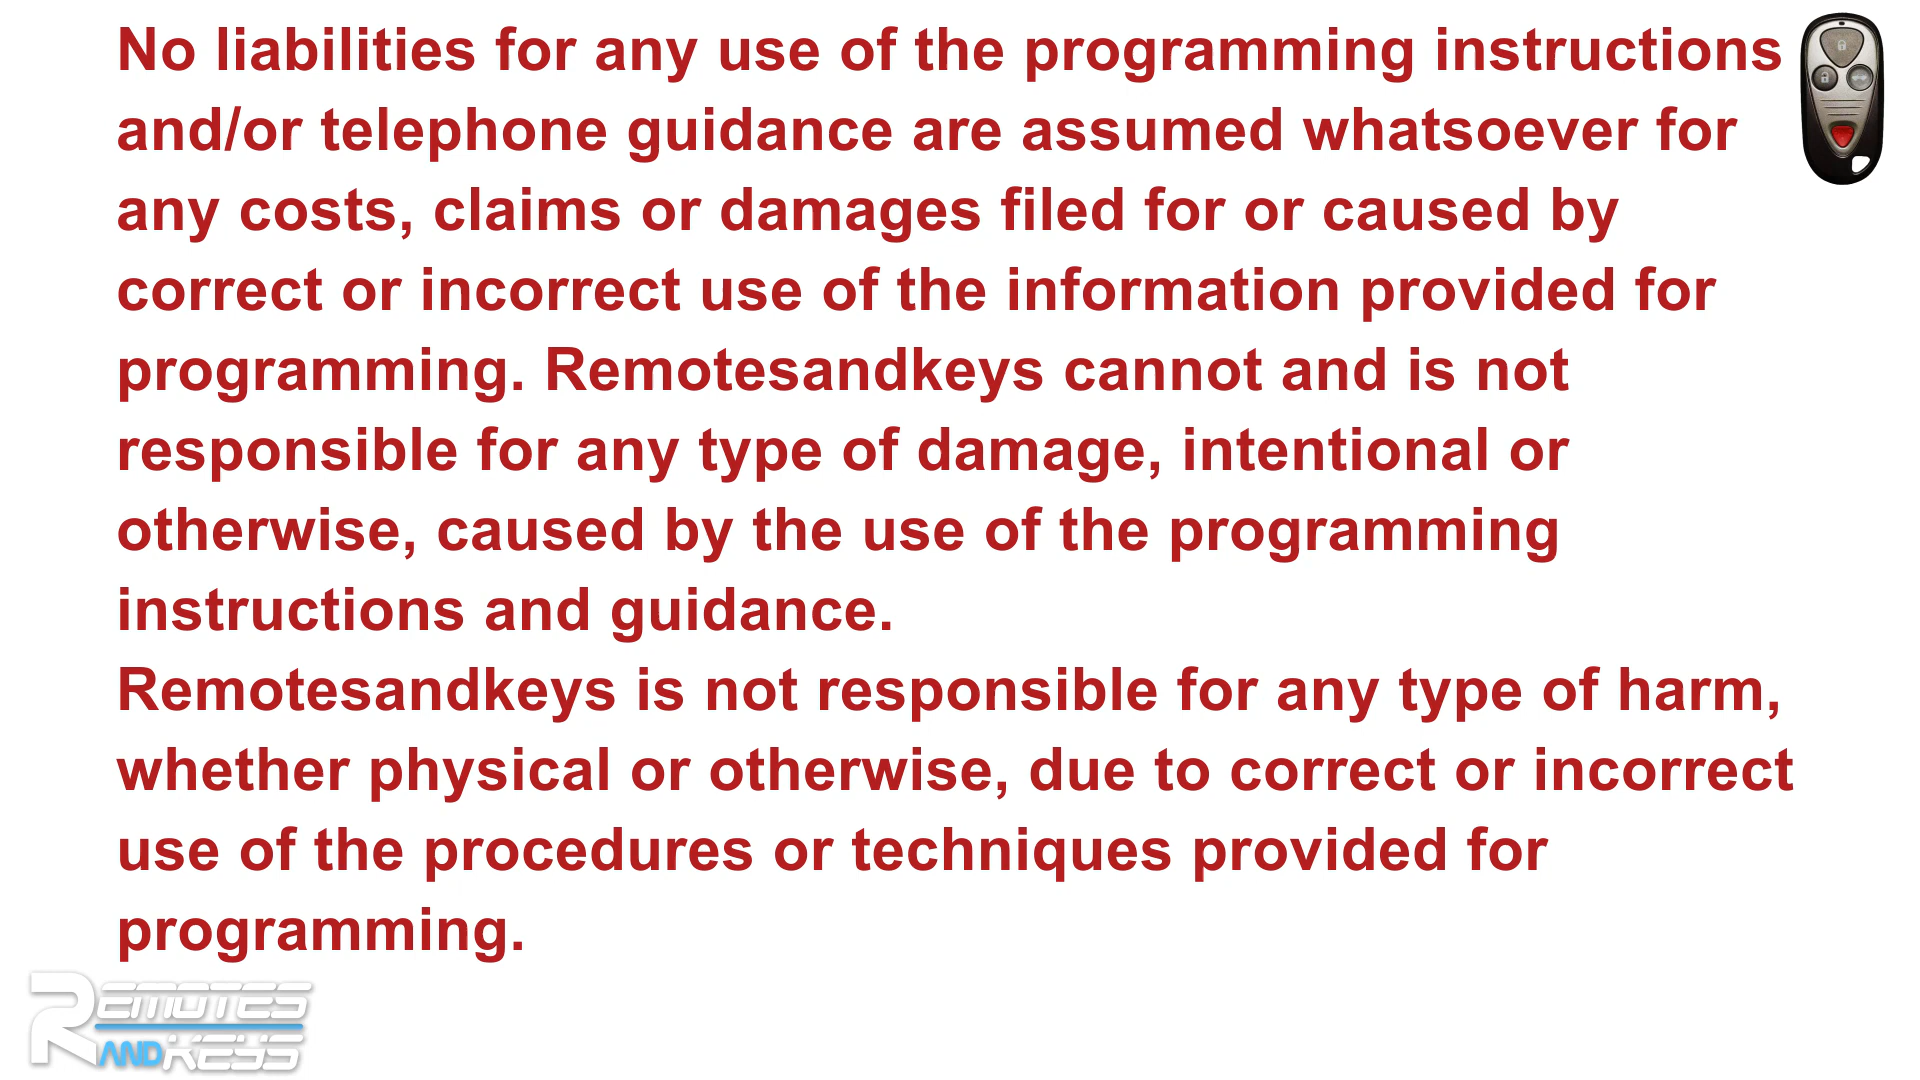 No liabilities for any use of the programming instructions
and/or telephone guidance are assumed whatsoever for
any costs, claims or damages filed for or caused by
correct or incorrect use of the information provided for
programming. Remotesandkeys cannot and is not
responsible for any type of damage, intentional or
otherwise, caused by the use of the programming
instructions and guidance.
Remotesandkeys is not responsible for any type of harm,
whether physical or otherwise, due to correct or incorrect
use of the procedures or techniques provided for
programming.
REMOTES
AND KEYS